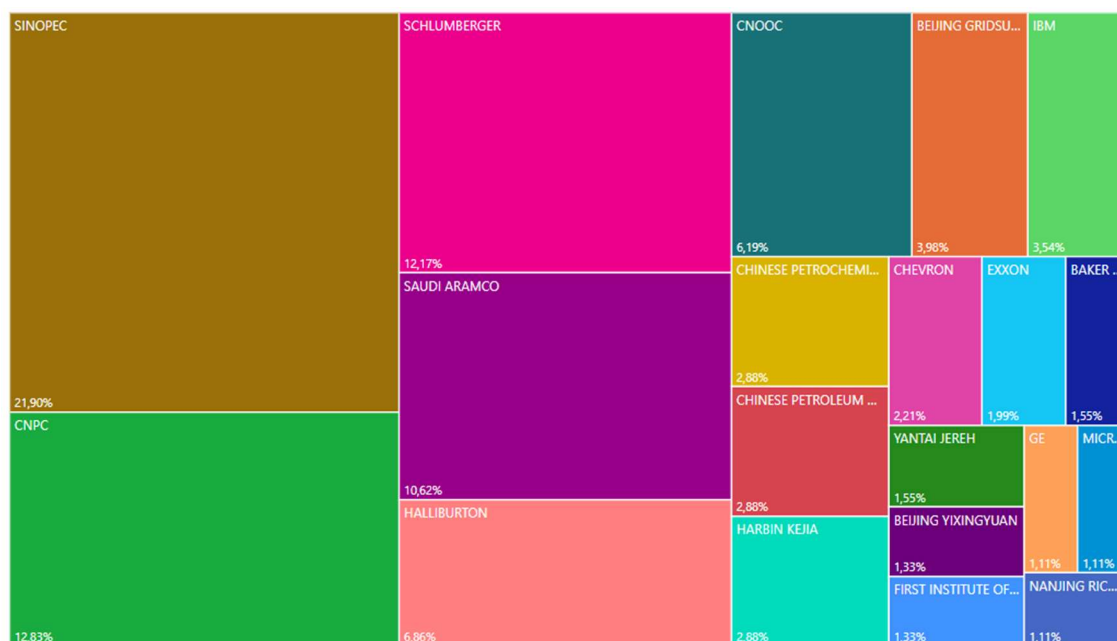 SINOPEC
21,90%
CNPC
12,83%
SCHLUMBERGER
12,17%
SAUDI ARAMCO
10,62%
HALLIBURTON
6,86%
CNOOC
6,19%
BEIJING GRIDSU...
3,98%
IBM
3,54%
CHINESE PETROCHEMI...
2,88%
CHINESE PETROLEUM ...
2,88%
HARBIN KEJIA
2,88%
CHEVRON
2,21%
EXXON
1,99%
BAKER ...
1,55%
YANTAI JEREH
1,55%
BEIJING YIXINGYUAN
1,33%
FIRST INSTITUTE OF...
1,33%
GE
1,11%
MICR...
1,11%
NANJING RIC...
1,11%